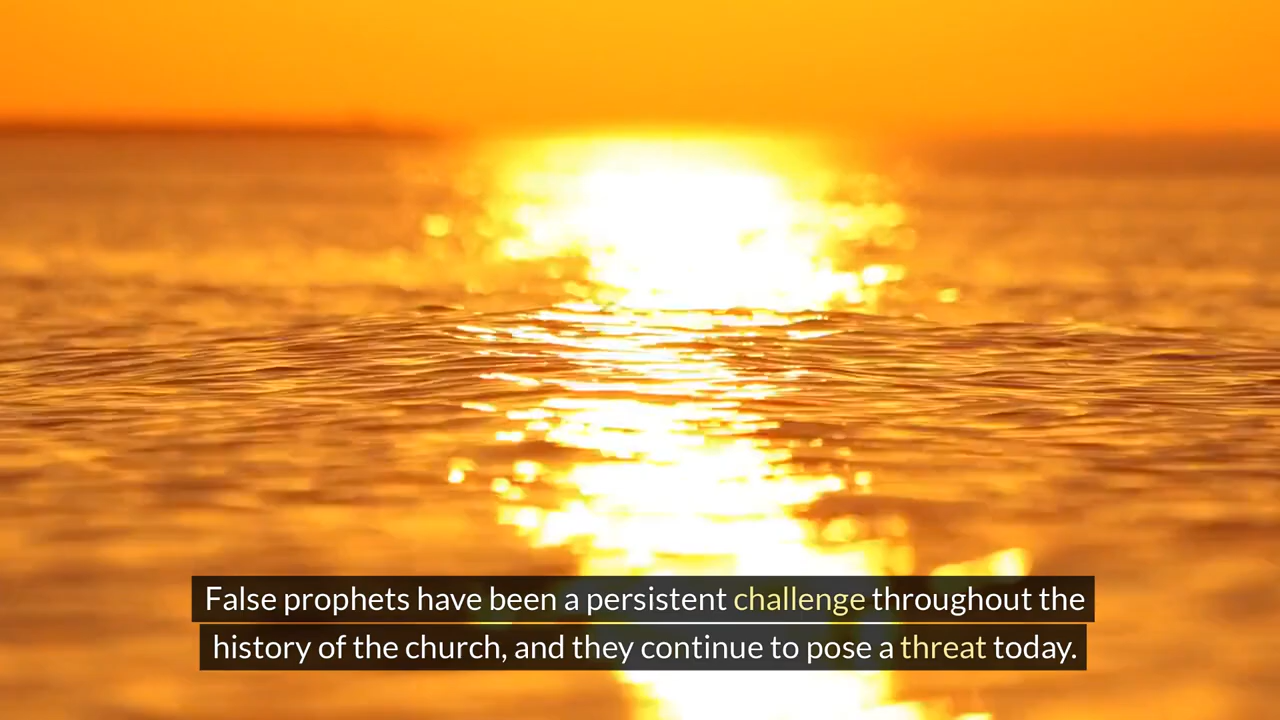 False prophets have been a persistent challenge throughout the
history of the church, and they continue to pose a threat today.